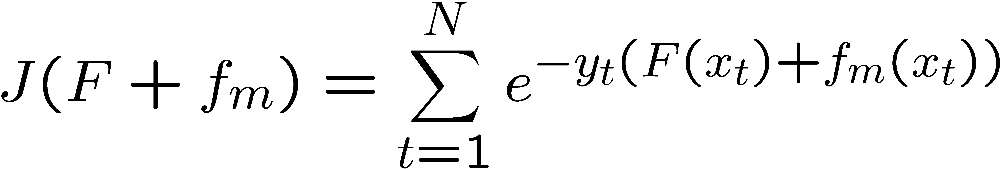 J(F + f_m) = \sum_{t=1}^{N} e^{-y_t(F(x_t)+f_m(x_t))}